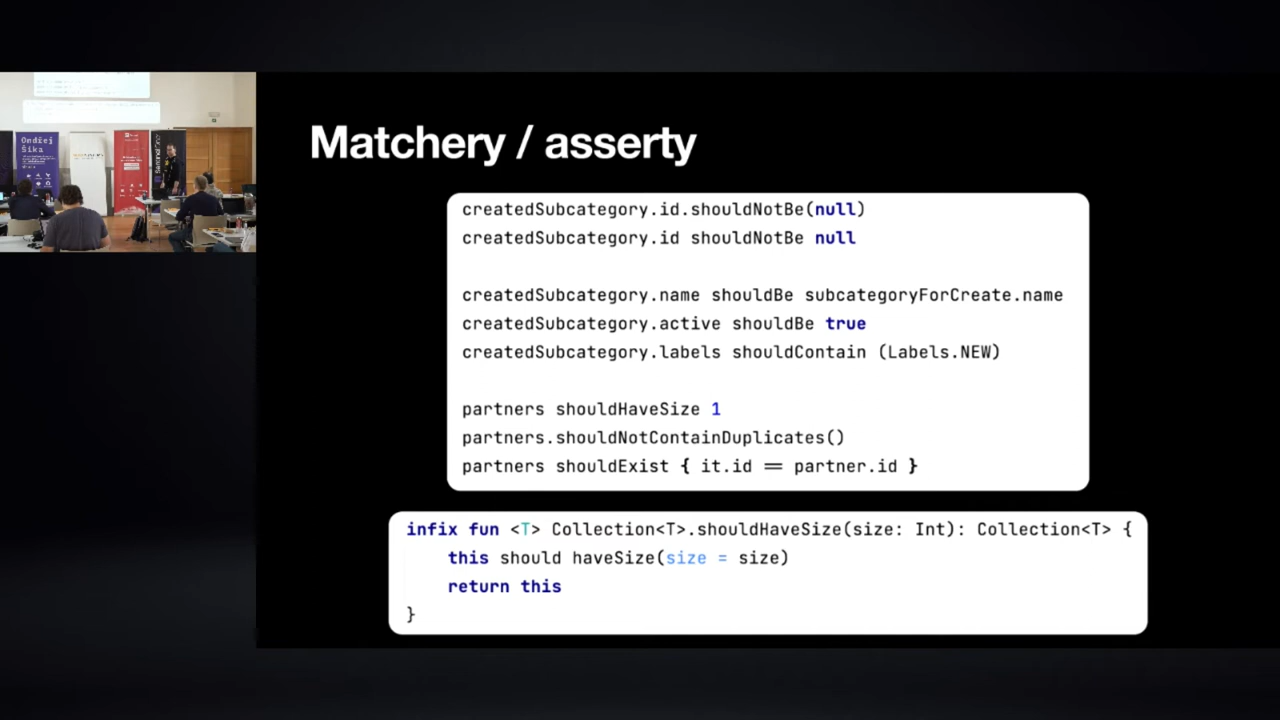 Ondřej
Šika
Matchery / asserty
createdSubcategory.id.shouldNotBe(null)
createdSubcategory.id shouldNotBe null
createdSubcategory.name shouldBe subcategoryForCreate.name
createdSubcategory.active shouldBe true
createdSubcategory.labels shouldContain (Labels.NEW)
partners shouldHaveSize 1
partners.shouldNotContainDuplicates()
partners shouldExist { it.id == partner.id }
infix fun <T> Collection<T>.shouldHaveSize(size: Int): Collection<T> {
    this should haveSize(size = size)
    return this
}